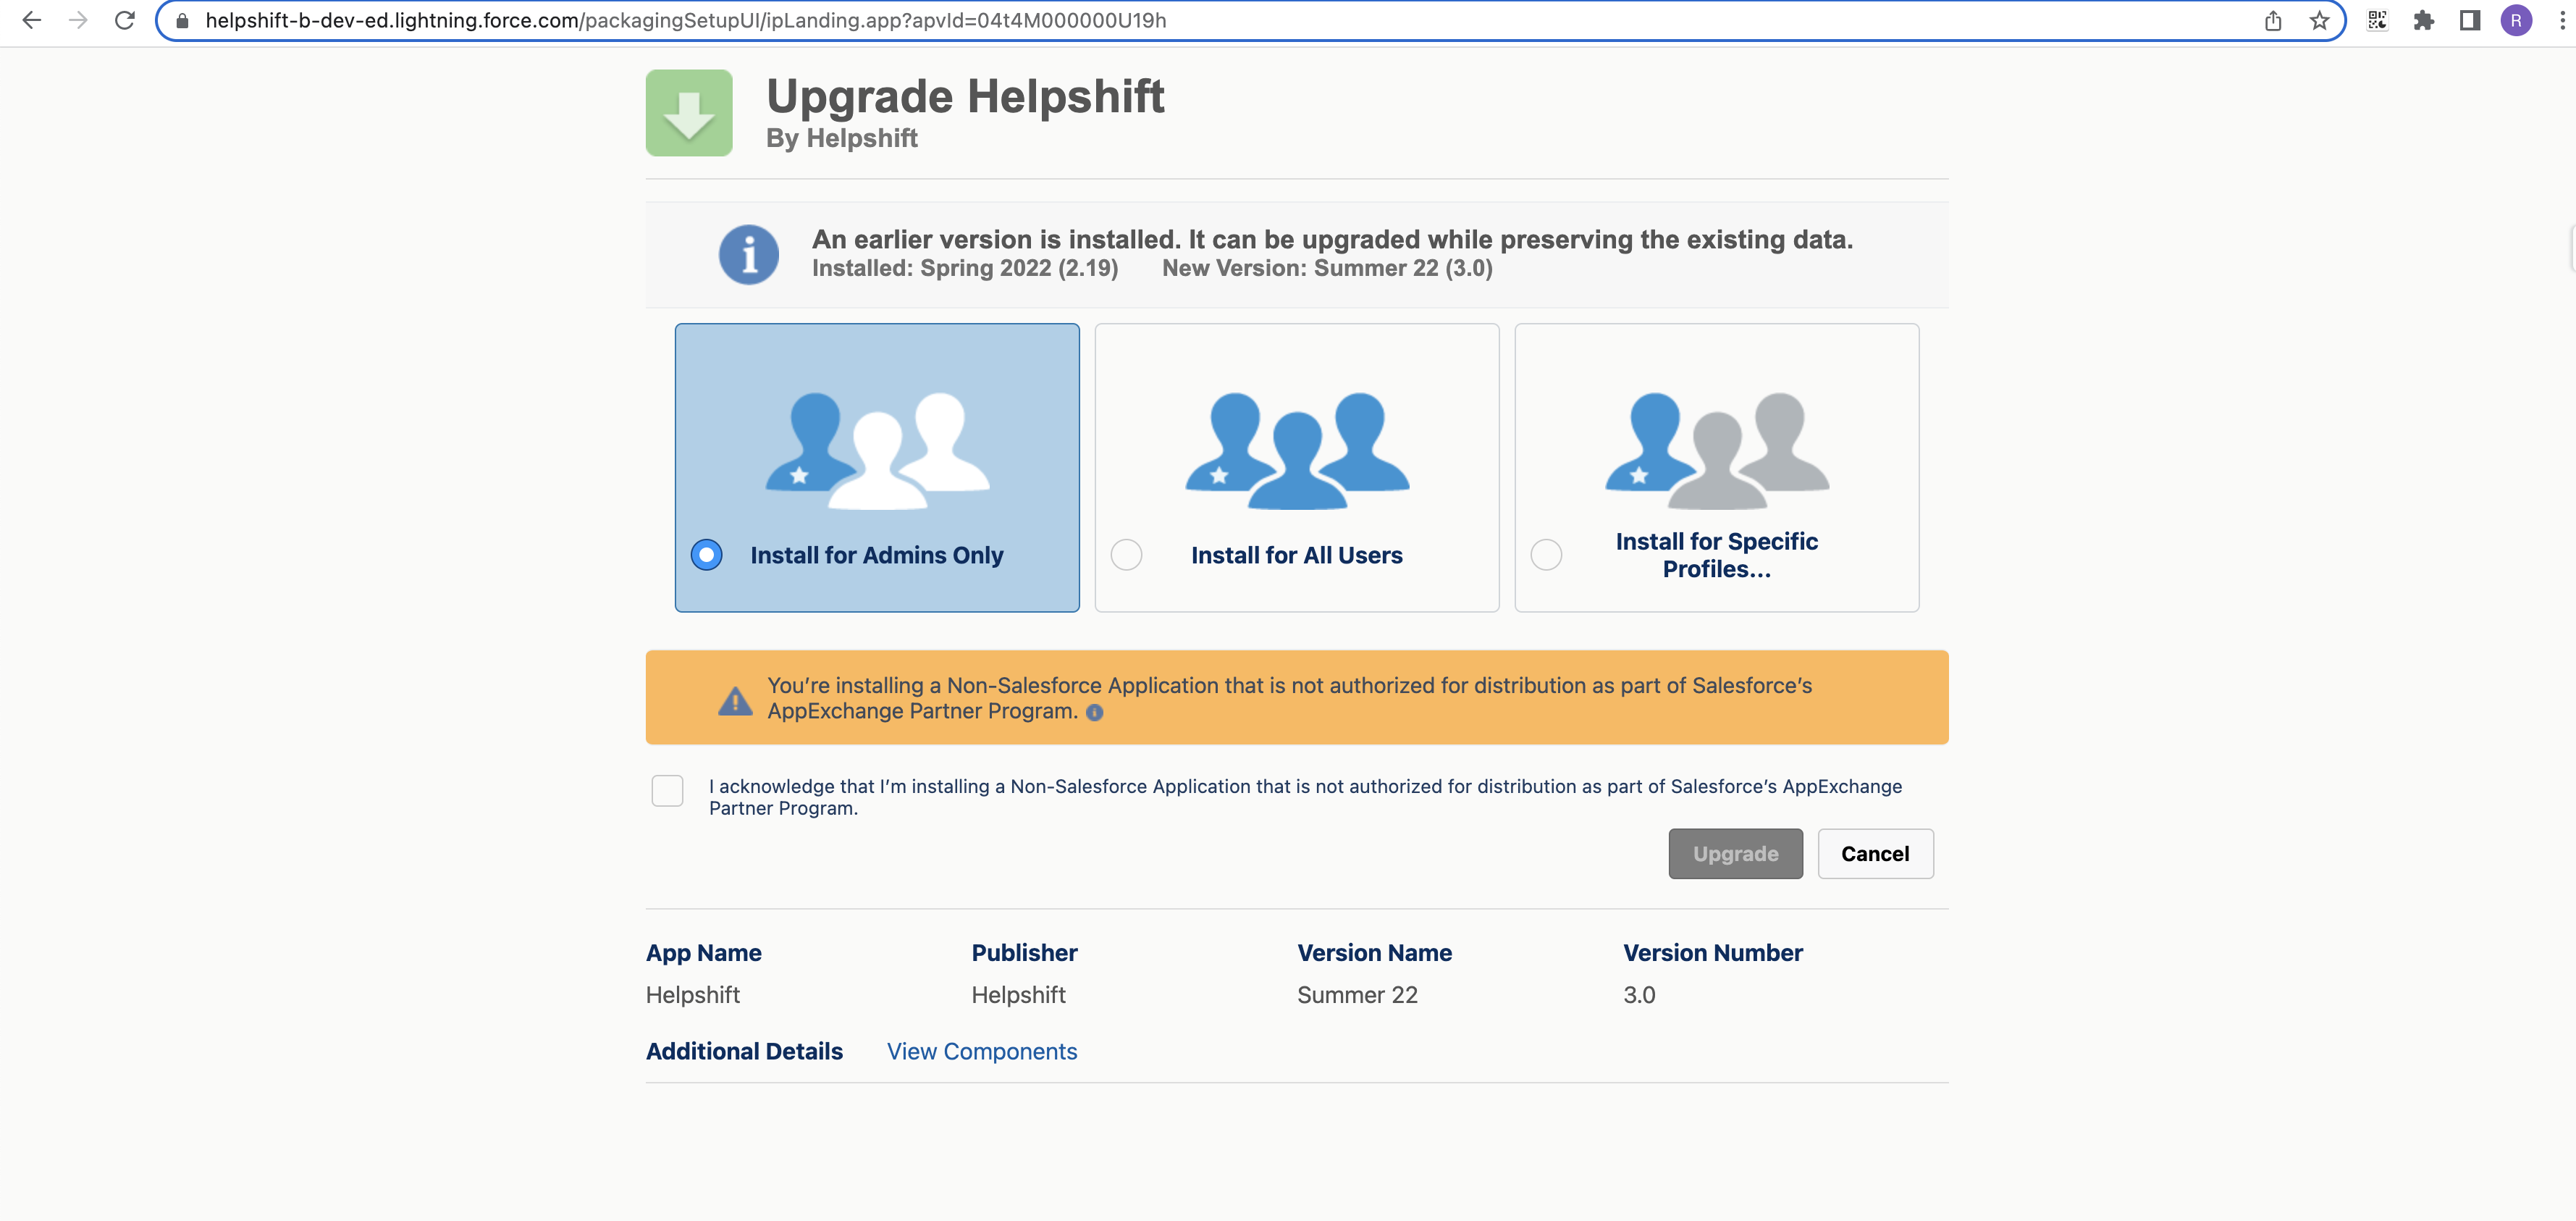 helpshift-b-dev-ed.lightning.force.com/packagingSetupUI/ipLanding.app?apvId=04t4M000000U19h
R
Upgrade Helpshift
By Helpshift
An earlier version is installed. It can be upgraded while preserving the existing data.
Installed: Spring 2022 (2.19) New Version: Summer 22 (3.0)
Install for Admins Only
Install for All Users
Install for Specific
Profiles...
You’re installing a Non-Salesforce Application that is not authorized for distribution as part of Salesforce’s
AppExchange Partner Program.
I acknowledge that I’m installing a Non-Salesforce Application that is not authorized for distribution as part of Salesforce’s AppExchange
Partner Program.
Upgrade Cancel
App Name Publisher Version Name Version Number
Helpshift Helpshift Summer 22 3.0
Additional Details View Components